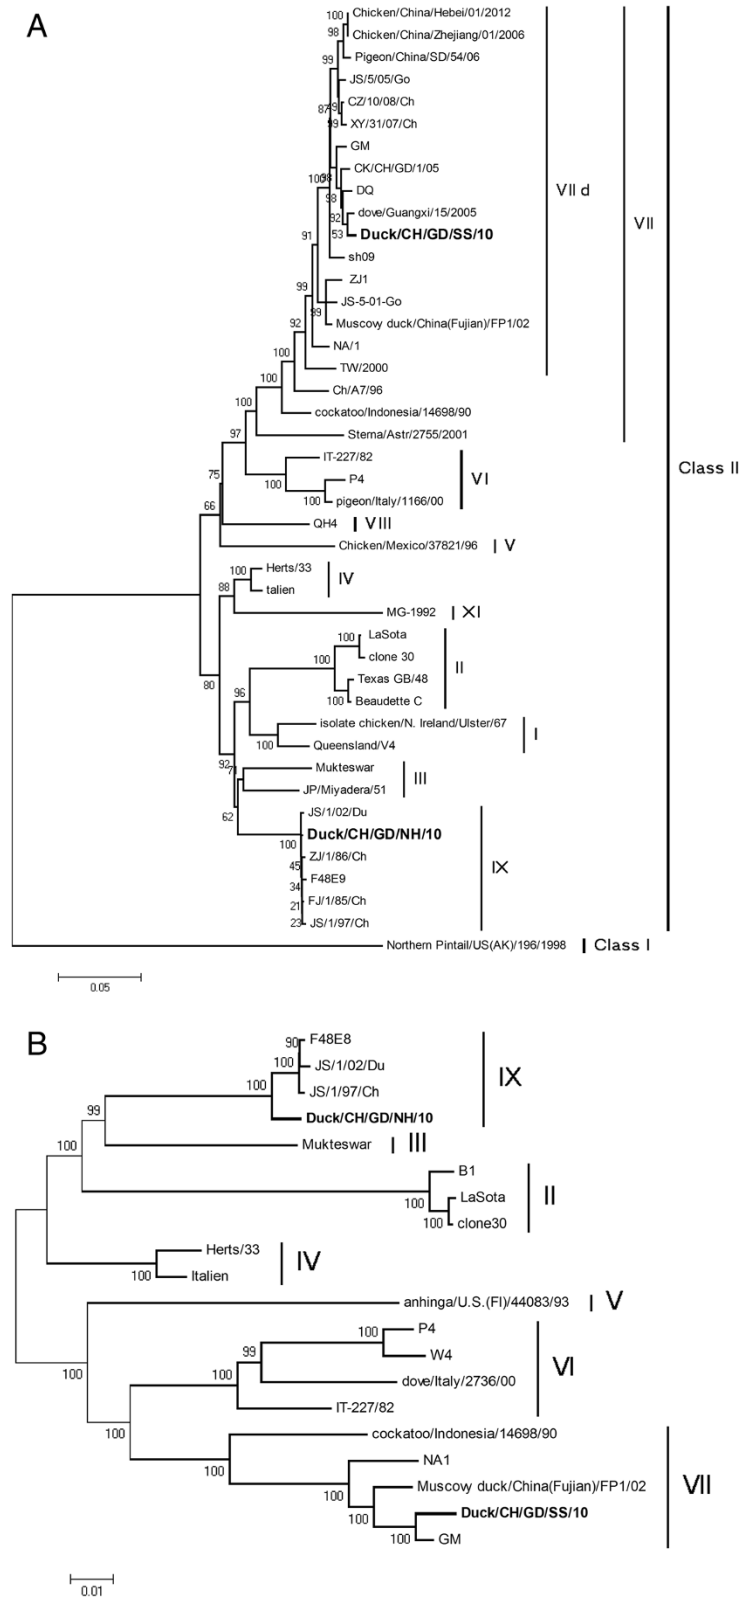 A
100 Chicken/China/Hebei/01/2012
98 Chicken/China/Zhejiang/01/2006
Pigeon/China/SD/54/06
99
JS/5/05/Go
CZ/10/08/Ch
87
99 XY/31/07/Ch
GM
CK/CH/GD/1/05
100 98
DQ
98
dove/Guangxi/15/2005
92
53 Duck/CH/GD/SS/10
VII d
VII
91
sh09
ZJ1
99
JS-5-01-Go
99
Muscovy duck/China(Fujian)/FP1/02
92
NA/1
100
TW/2000
Ch/A7/96
100
cockatoo/Indonesia/14698/90
97
Sterna/Astr/2755/2001
IT-227/82
75
P4
100
100 pigeon/Italy/1166/00
VI
Class II
66
QH4 VIII
Chicken/Mexico/37821/96 V
100 Herts/33
88
talien
IV
MG-1992 XI
80
100 LaSota
clone 30
100
Texas GB/48
100 Beaudette C
II
96
isolate chicken/N. Ireland/Ulster/67
100
Queensland/V4
I
92
71
Mukteswar
JP/Miyadera/51
III
62
JS/1/02/Du
Duck/CH/GD/NH/10
100
ZJ/1/86/Ch
45
F48E9
34
FJ/1/85/Ch
21
23 JS/1/97/Ch
IX
Northern Pintail/US(AK)/196/1998 Class I
0.05
B
90 F48E8
100 JS/1/02/Du
100 JS/1/97/Ch
Duck/CH/GD/NH/10
IX
99
100
Mukteswar III
B1
100
LaSota
100 clone30
II
Herts/33
100 Italien
IV
anhinga/U.S.(Fl)/44083/93 V
100
100 P4
W4
99
100
dove/Italy/2736/00
IT-227/82
VI
100
cockatoo/Indonesia/14698/90
100
NA1
100
Muscovy duck/China(Fujian)/FP1/02
100
Duck/CH/GD/SS/10
100 GM
VII
0.01